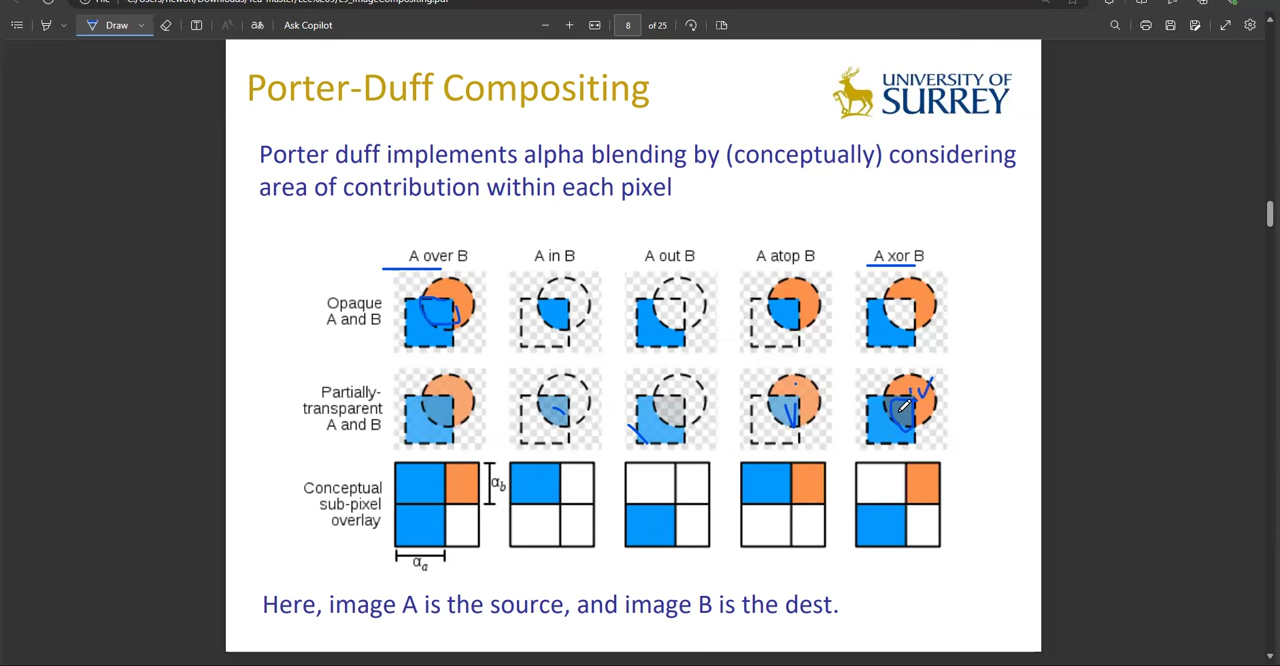 Draw
Ask Copilot
8 of 25
Porter-Duff Compositing
UNIVERSITY OF
SURREY
Porter duff implements alpha blending by (conceptually) considering
area of contribution within each pixel
A over B A in B A out B A atop B A xor B
Opaque
A and B
Partially-
transparent
A and B
Conceptual
sub-pixel
overlay
αb
αa
Here, image A is the source, and image B is the dest.